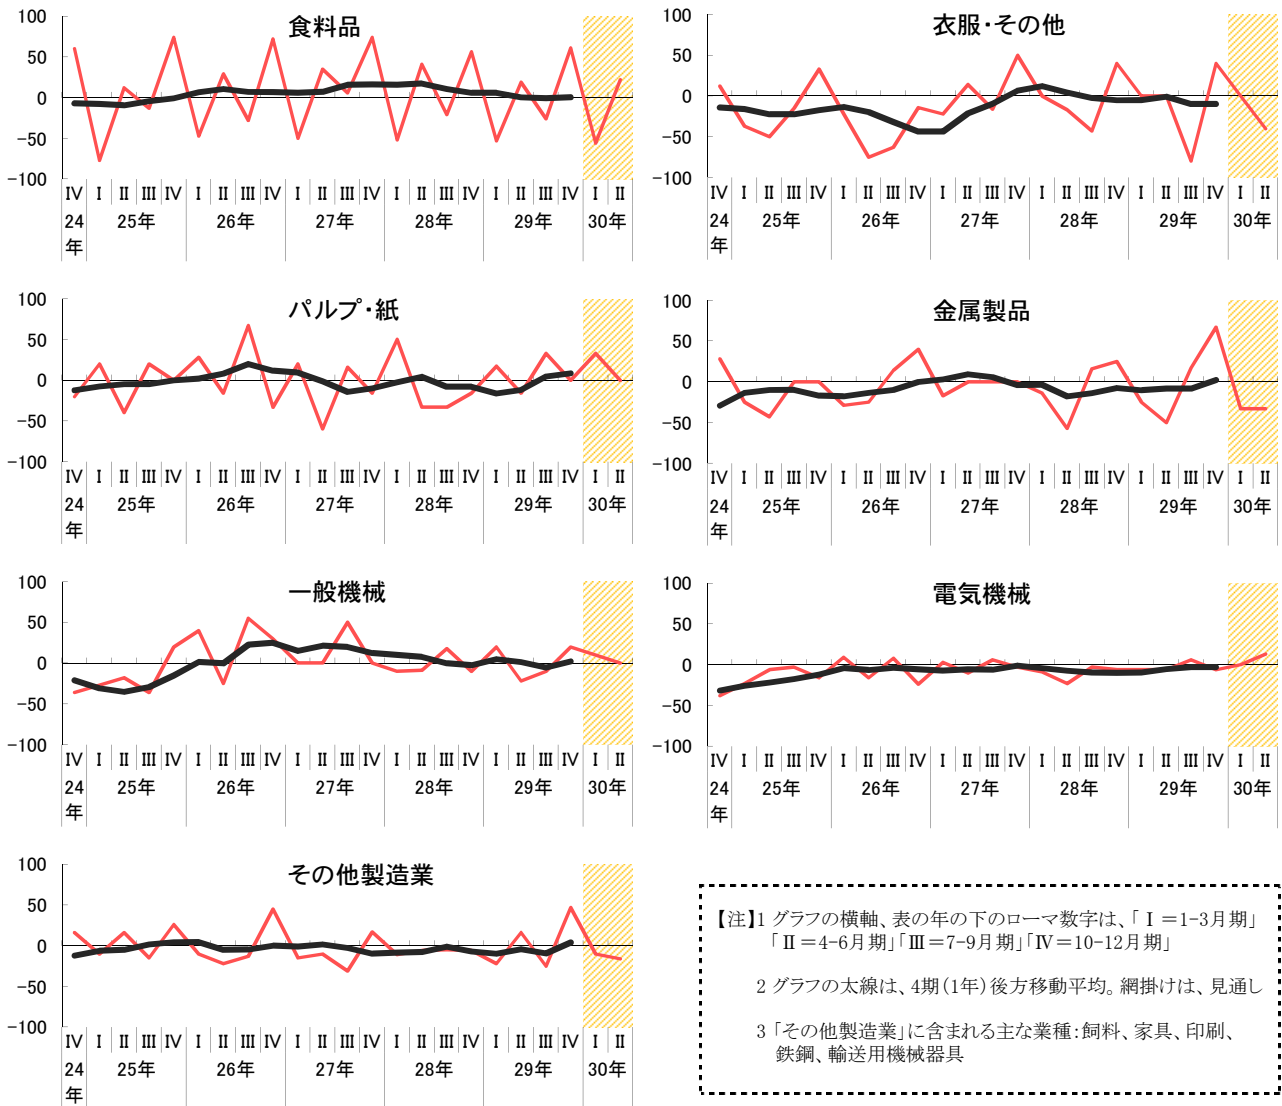 食料品
100
50
0
-50
-100
Ⅳ Ⅰ Ⅱ Ⅲ Ⅳ Ⅰ Ⅱ Ⅲ Ⅳ Ⅰ Ⅱ Ⅲ Ⅳ Ⅰ Ⅱ Ⅲ Ⅳ Ⅰ Ⅱ Ⅲ Ⅳ Ⅰ Ⅱ
24年 25年 26年 27年 28年 29年 30年
衣服・その他
100
50
0
-50
-100
Ⅳ Ⅰ Ⅱ Ⅲ Ⅳ Ⅰ Ⅱ Ⅲ Ⅳ Ⅰ Ⅱ Ⅲ Ⅳ Ⅰ Ⅱ Ⅲ Ⅳ Ⅰ Ⅱ Ⅲ Ⅳ Ⅰ Ⅱ
24年 25年 26年 27年 28年 29年 30年
パルプ・紙
100
50
0
-50
-100
Ⅳ Ⅰ Ⅱ Ⅲ Ⅳ Ⅰ Ⅱ Ⅲ Ⅳ Ⅰ Ⅱ Ⅲ Ⅳ Ⅰ Ⅱ Ⅲ Ⅳ Ⅰ Ⅱ Ⅲ Ⅳ Ⅰ Ⅱ
24年 25年 26年 27年 28年 29年 30年
金属製品
100
50
0
-50
-100
Ⅳ Ⅰ Ⅱ Ⅲ Ⅳ Ⅰ Ⅱ Ⅲ Ⅳ Ⅰ Ⅱ Ⅲ Ⅳ Ⅰ Ⅱ Ⅲ Ⅳ Ⅰ Ⅱ Ⅲ Ⅳ Ⅰ Ⅱ
24年 25年 26年 27年 28年 29年 30年
一般機械
100
50
0
-50
-100
Ⅳ Ⅰ Ⅱ Ⅲ Ⅳ Ⅰ Ⅱ Ⅲ Ⅳ Ⅰ Ⅱ Ⅲ Ⅳ Ⅰ Ⅱ Ⅲ Ⅳ Ⅰ Ⅱ Ⅲ Ⅳ Ⅰ Ⅱ
24年 25年 26年 27年 28年 29年 30年
電気機械
100
50
0
-50
-100
Ⅳ Ⅰ Ⅱ Ⅲ Ⅳ Ⅰ Ⅱ Ⅲ Ⅳ Ⅰ Ⅱ Ⅲ Ⅳ Ⅰ Ⅱ Ⅲ Ⅳ Ⅰ Ⅱ Ⅲ Ⅳ Ⅰ Ⅱ
24年 25年 26年 27年 28年 29年 30年
その他製造業
100
50
0
-50
-100
Ⅳ Ⅰ Ⅱ Ⅲ Ⅳ Ⅰ Ⅱ Ⅲ Ⅳ Ⅰ Ⅱ Ⅲ Ⅳ Ⅰ Ⅱ Ⅲ Ⅳ Ⅰ Ⅱ Ⅲ Ⅳ Ⅰ Ⅱ
24年 25年 26年 27年 28年 29年 30年
【注】1 グラフの横軸、表の年の下のローマ数字は、「Ⅰ=1-3月期」
「Ⅱ=4-6月期」「Ⅲ=7-9月期」「Ⅳ=10-12月期」
2 グラフの太線は、4期(1年)後方移動平均。網掛けは、見通し
3 「その他製造業」に含まれる主な業種:飼料、家具、印刷、
鉄鋼、輸送用機械器具